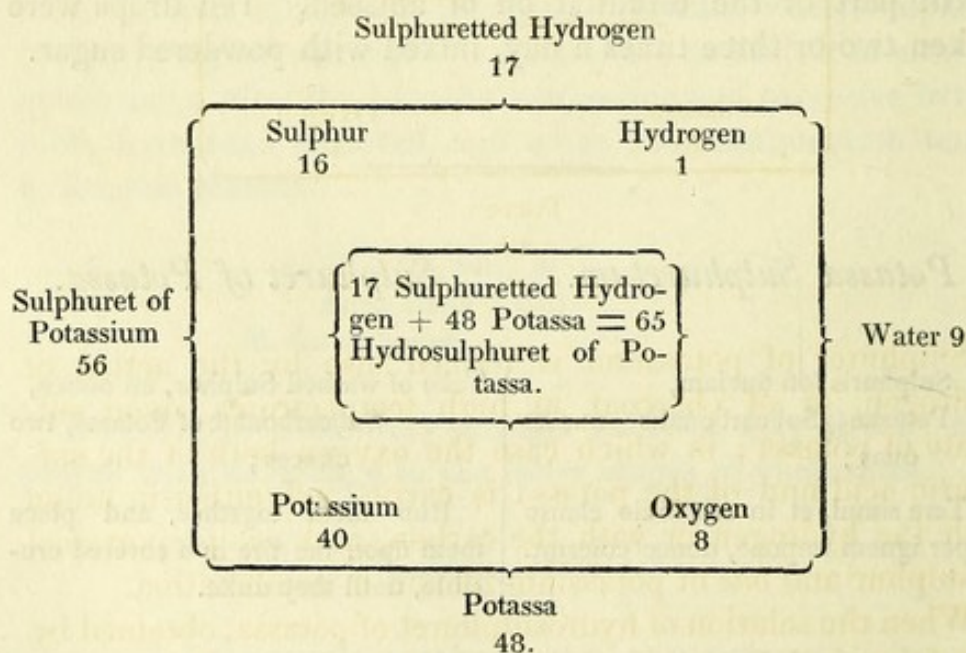 Sulphuretted Hydrogen
17
Sulphur Hydrogen
16 1
Sulphuret of
Potassium
56
17 Sulphuretted Hydro-
gen + 48 Potassa = 65
Hydrosulphuret of Po-
tassa.
Water 9
Potassium Oxygen
40 8
Potassa
48.